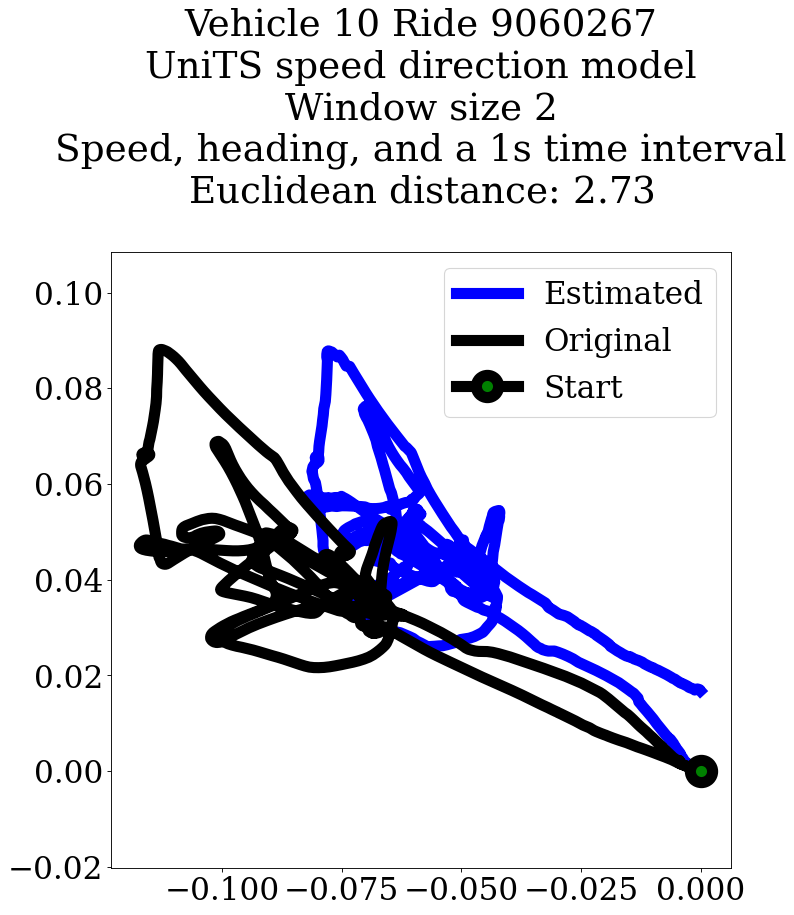 Vehicle 10 Ride 9060267
UniTS speed direction model
Window size 2
Speed, heading, and a 1s time interval
Euclidean distance: 2.73
Estimated
Original
Start
0.10
0.08
0.06
0.04
0.02
0.00
−0.02
−0.100 −0.075 −0.050 −0.025 0.000